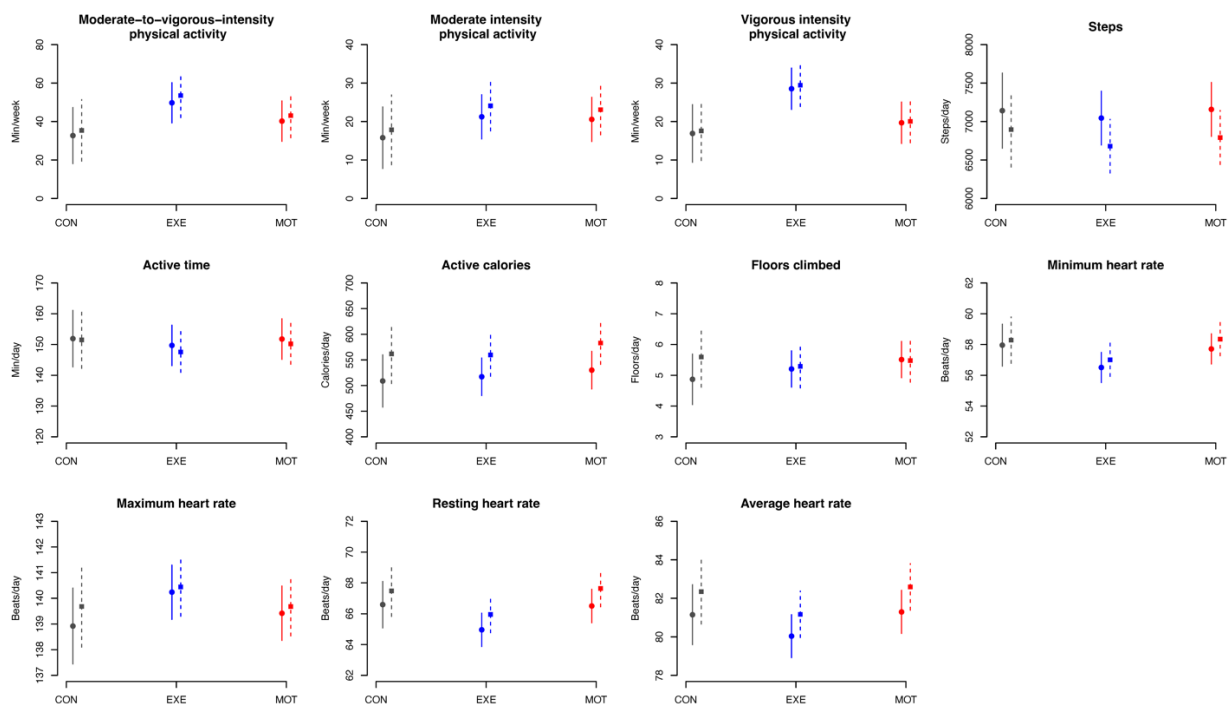 Moderate−to−vigorous−intensity
physical activity
Min/week
80
60
40
20
0
CON EXE MOT
Moderate intensity
physical activity
Min/week
40
30
20
10
0
CON EXE MOT
Vigorous intensity
physical activity
Min/week
40
30
20
10
0
CON EXE MOT
Steps
Steps/day
8000
7500
7000
6500
6000
CON EXE MOT
Active time
Min/day
170
160
150
140
130
120
CON EXE MOT
Active calories
Calories/day
700
650
600
550
500
450
400
CON EXE MOT
Floors climbed
Floors/day
8
7
6
5
4
3
CON EXE MOT
Minimum heart rate
Beats/day
62
60
58
56
54
52
CON EXE MOT
Maximum heart rate
Beats/day
143
142
141
140
139
138
137
CON EXE MOT
Resting heart rate
Beats/day
72
70
68
66
64
62
CON EXE MOT
Average heart rate
Beats/day
86
84
82
80
78
CON EXE MOT